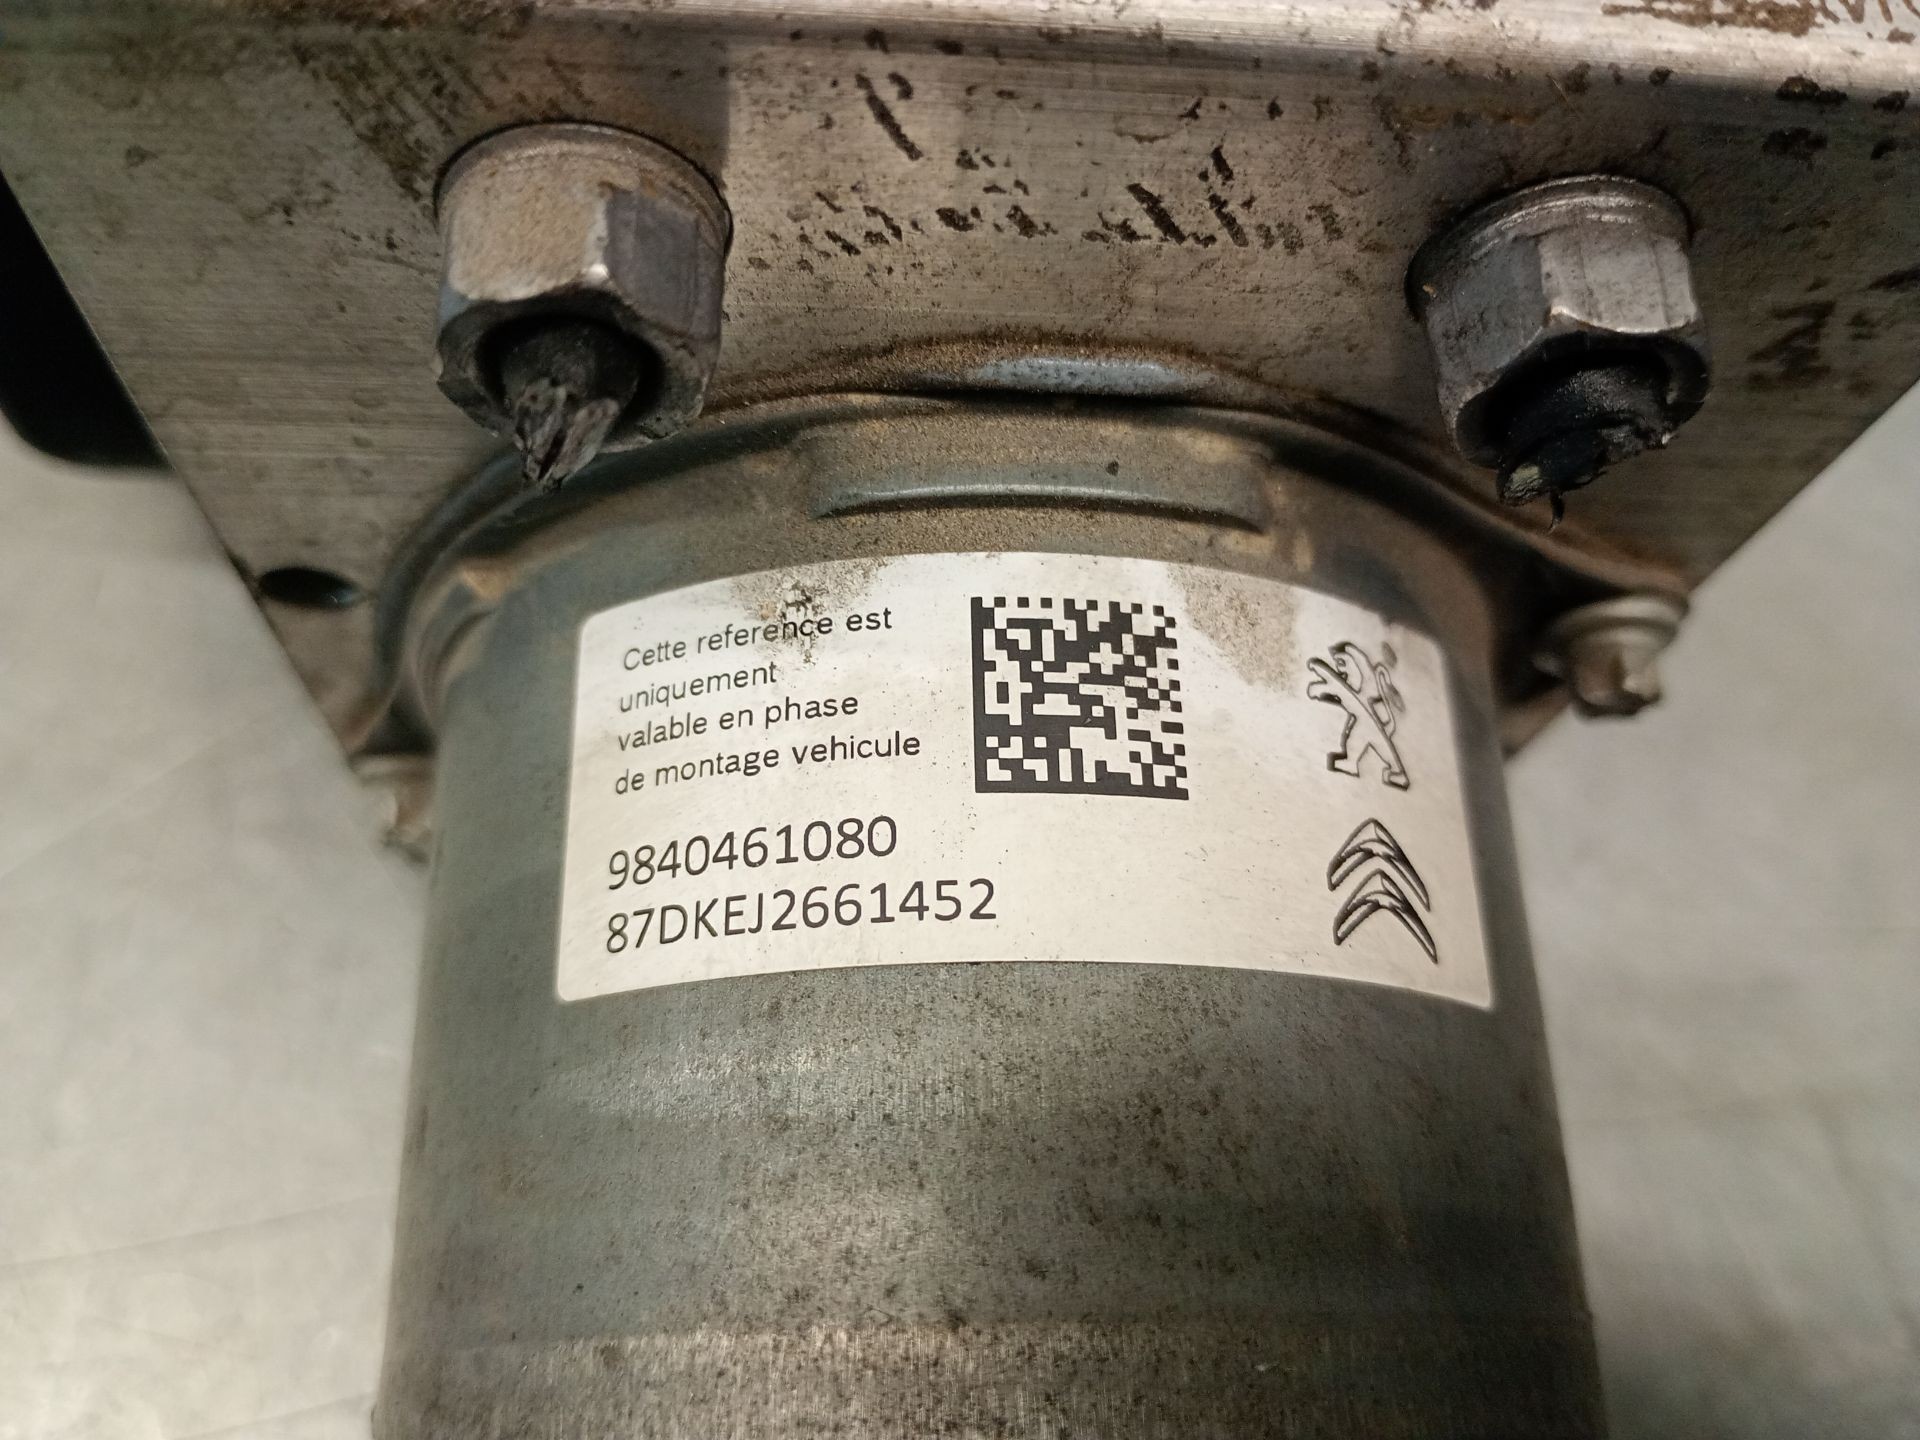 Cette reference est
uniquement
valable en phase
de montage vehicule
9840461080
87DKEJ2661452